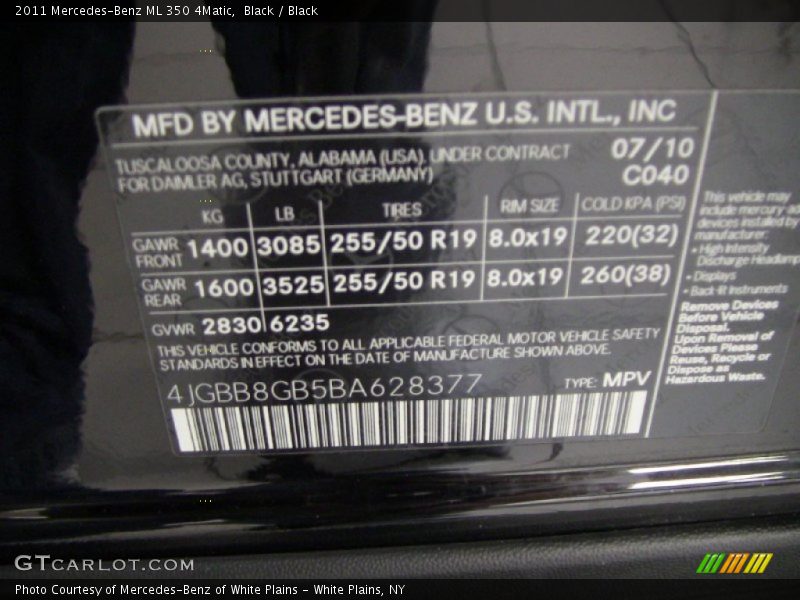 2011 Mercedes-Benz ML 350 4Matic,  Black / Black
MFD BY MERCEDES-BENZ U.S. INTL., INC
TUSCALOOSA COUNTY, ALABAMA (USA), UNDER CONTRACT 07/10
FOR DAIMLER AG, STUTTGART (GERMANY) C040
KG LB TIRES RIM SIZE COLD KPA (PSI)
GAWR FRONT 1400 3085 255/50 R19 8.0x19 220(32)
GAWR REAR 1600 3525 255/50 R19 8.0x19 260(38)
GVWR 2830 6235
THIS VEHICLE CONFORMS TO ALL APPLICABLE FEDERAL MOTOR VEHICLE SAFETY
STANDARDS IN EFFECT ON THE DATE OF MANUFACTURE SHOWN ABOVE.
4JGBB8GB5BA628377 TYPE: MPV
This vehicle may
include mercury ad
devices installed by
manufacturer:
• High Intensity
Discharge Headlamp
• Displays
• Back-lit Instruments
Remove Devices
Before Vehicle
Disposal.
Upon Removal of
Devices Please
Reuse, Recycle or
Dispose as
Hazardous Waste.
GTCARLOT.COM
Photo Courtesy of Mercedes-Benz of White Plains - White Plains, NY